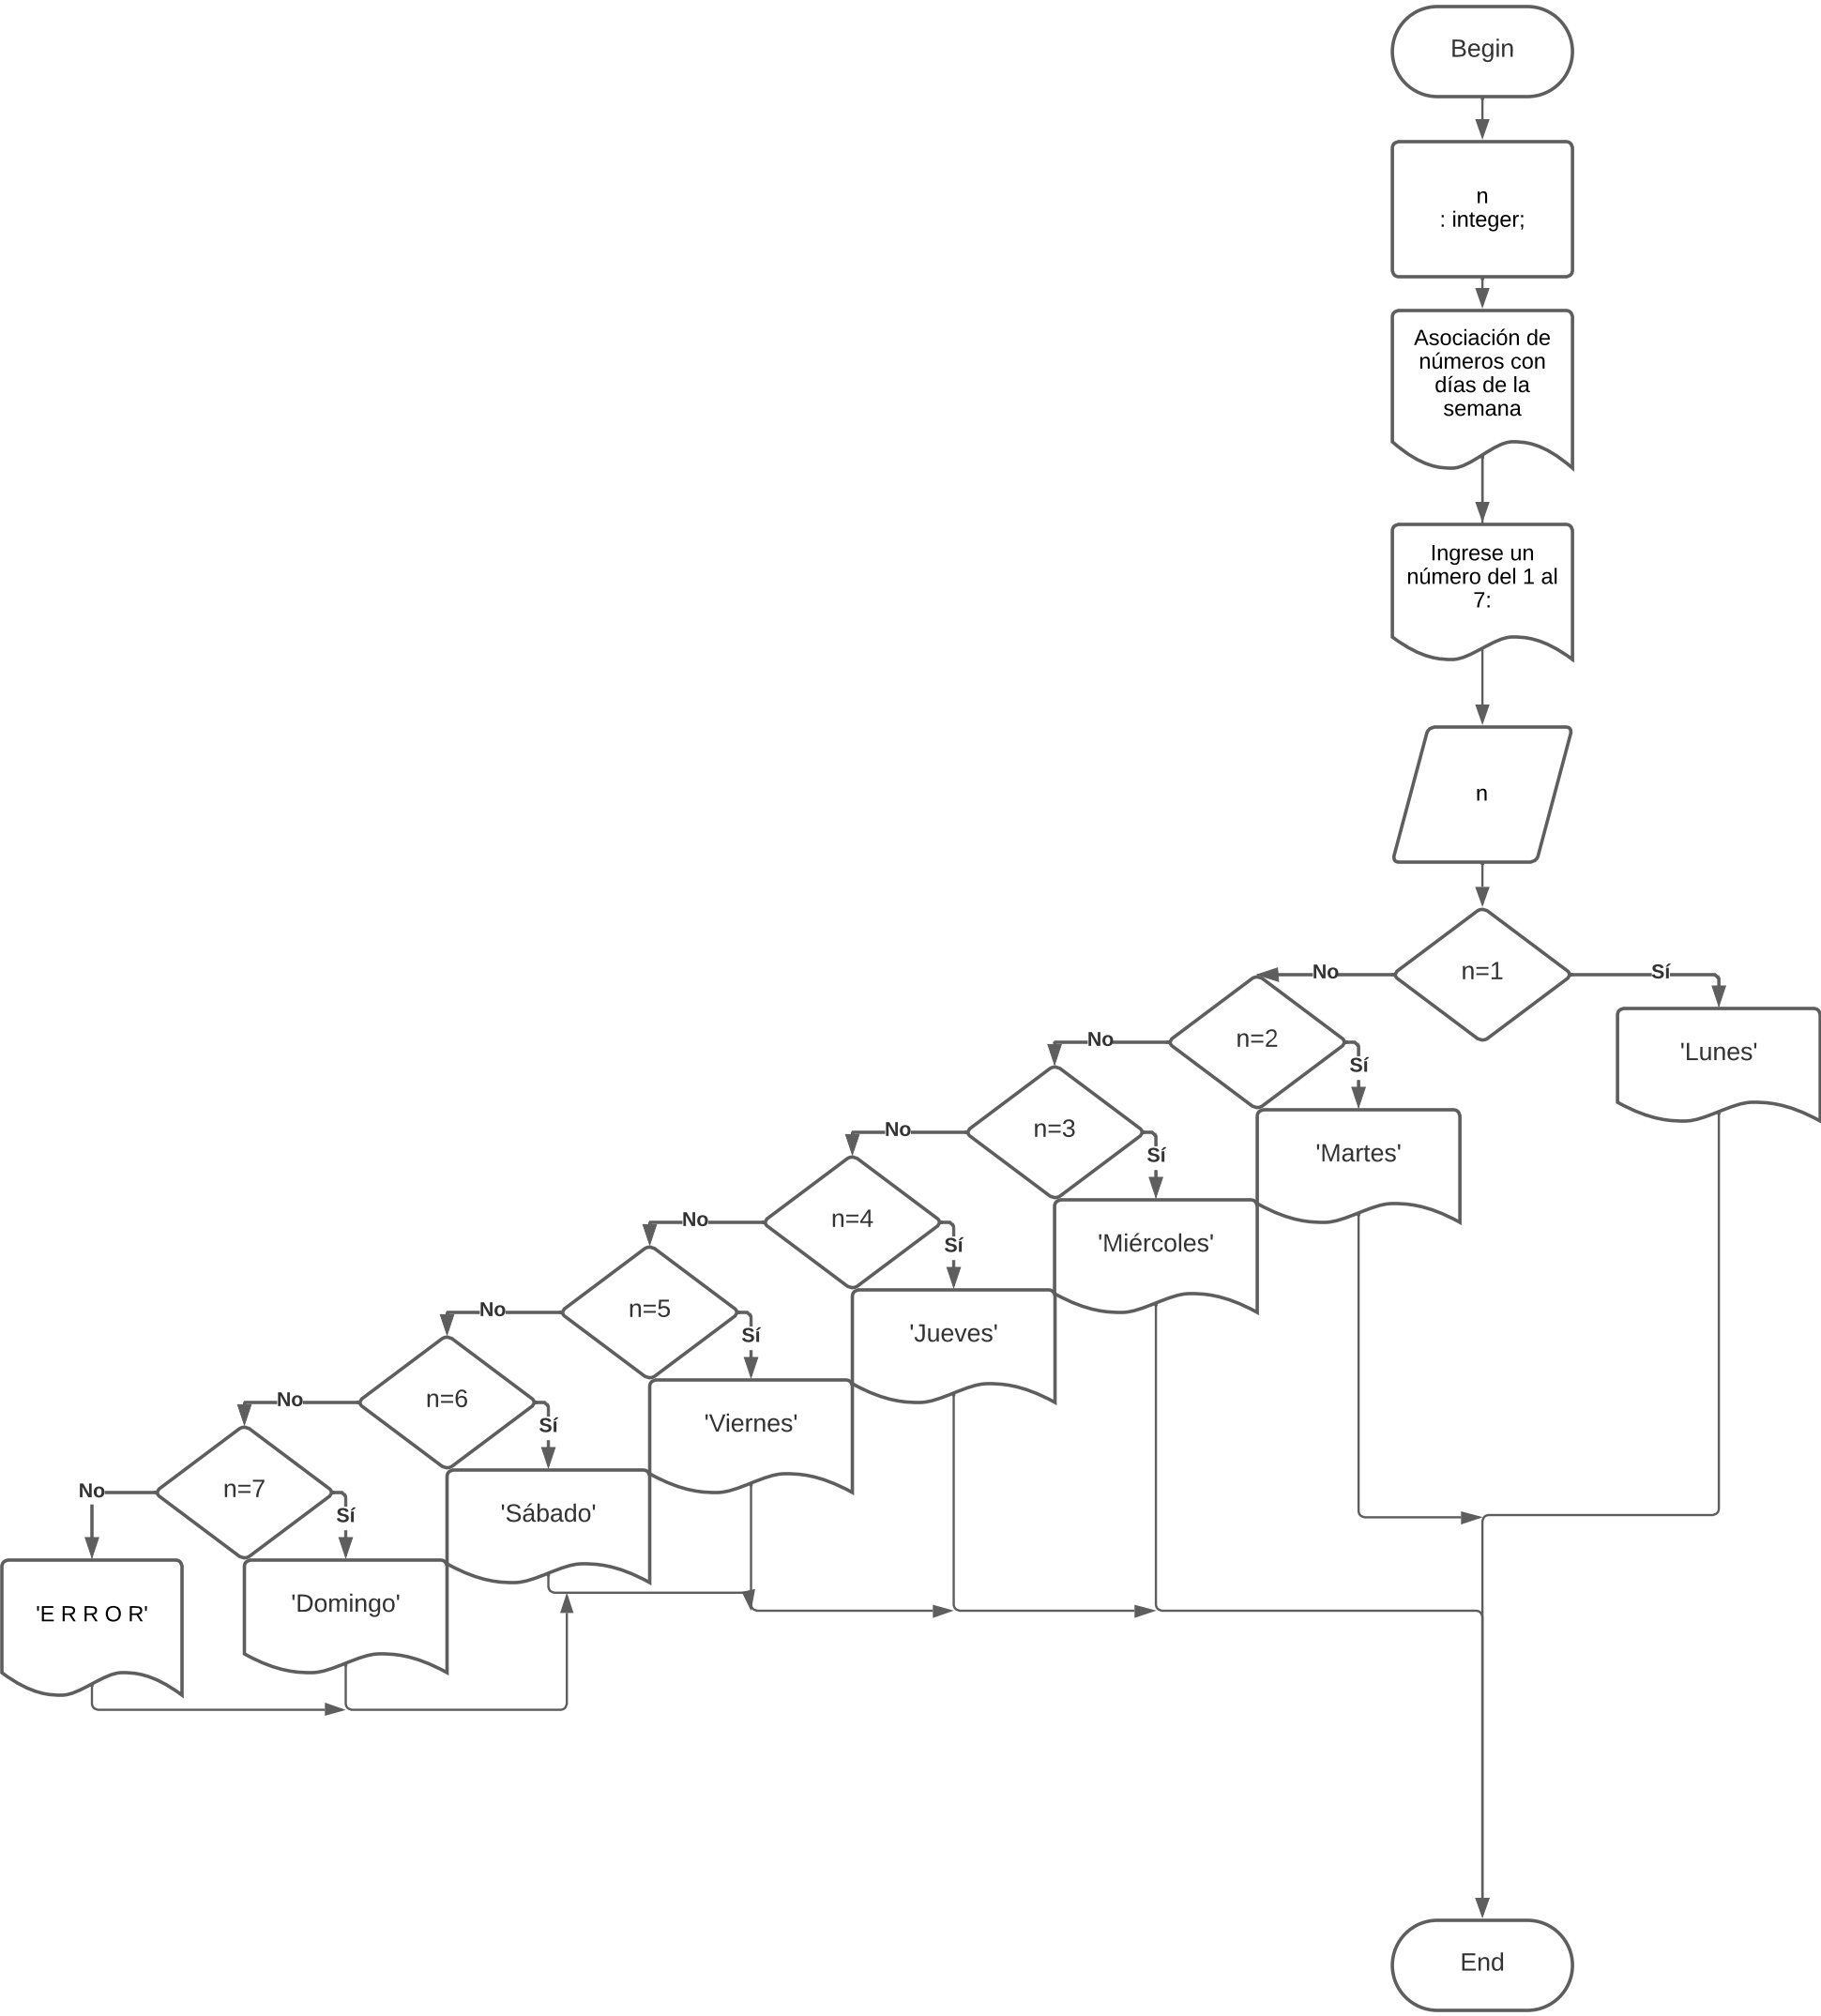 Begin
n
: integer;
Asociación de
números con
días de la
semana
Ingrese un
número del 1 al
7:
n
n=1
No
Sí
'Lunes'
n=2
No
Sí
'Martes'
n=3
No
Sí
'Miércoles'
n=4
No
Sí
'Jueves'
n=5
No
Sí
'Viernes'
n=6
No
Sí
'Sábado'
n=7
No
Sí
'Domingo'
'E R R O R'
End